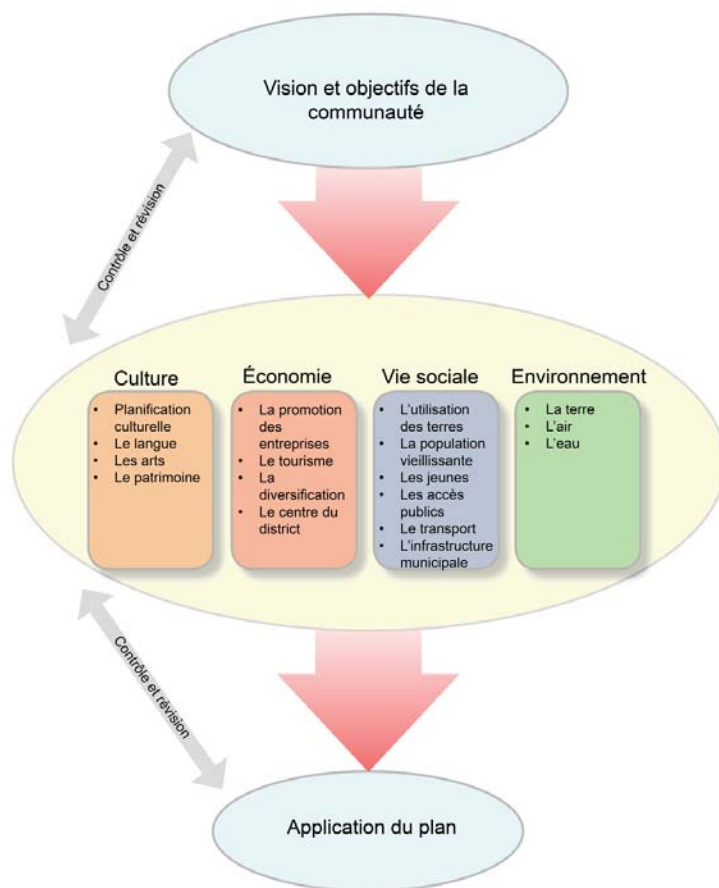 Vision et objectifs de la
communauté
Contrôle et révision
Culture
• Planification
culturelle
• Le langue
• Les arts
• Le patrimoine
Économie
• La promotion
des
entreprises
• Le tourisme
• La
diversification
• Le centre du
district
Vie sociale
• L'utilisation
des terres
• La population
vieillissante
• Les jeunes
• Les accès
publics
• Le transport
• L'infrastructure
municipale
Environnement
• La terre
• L'air
• L'eau
Contrôle et révision
Application du plan